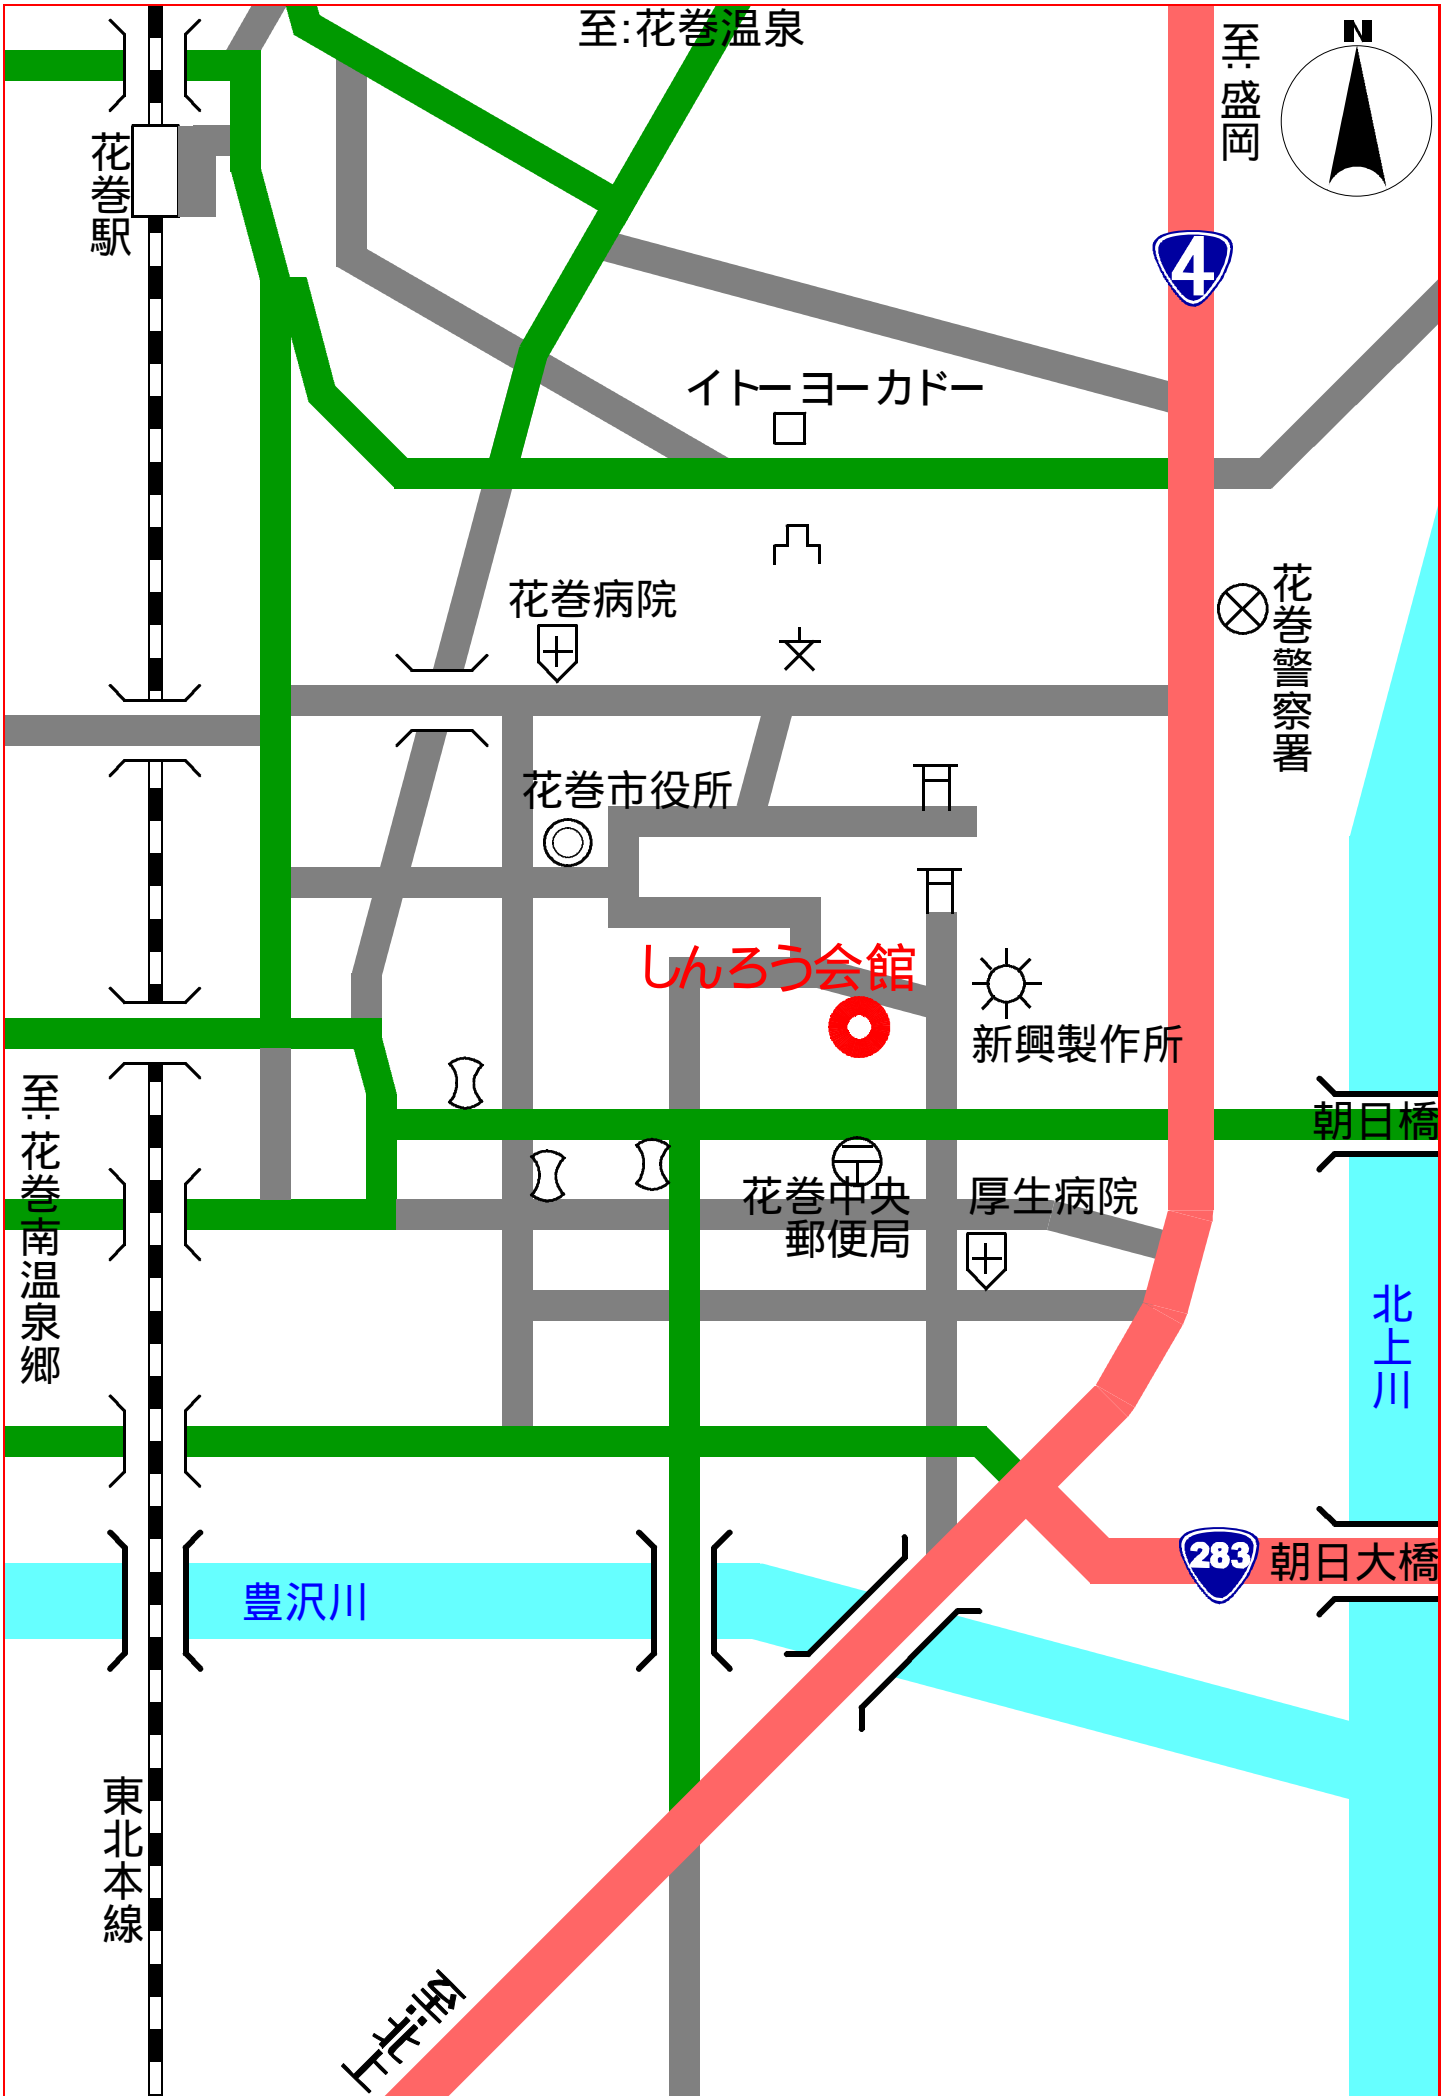 至:花巻温泉
至:盛岡
N
花巻駅
4
イトーヨーカドー
花巻病院
花巻警察署
花巻市役所
しんろう会館
新興製作所
至:花巻南温泉郷
朝日橋
花巻中央
郵便局
厚生病院
北上川
283
朝日大橋
豊沢川
東北本線
至:北上